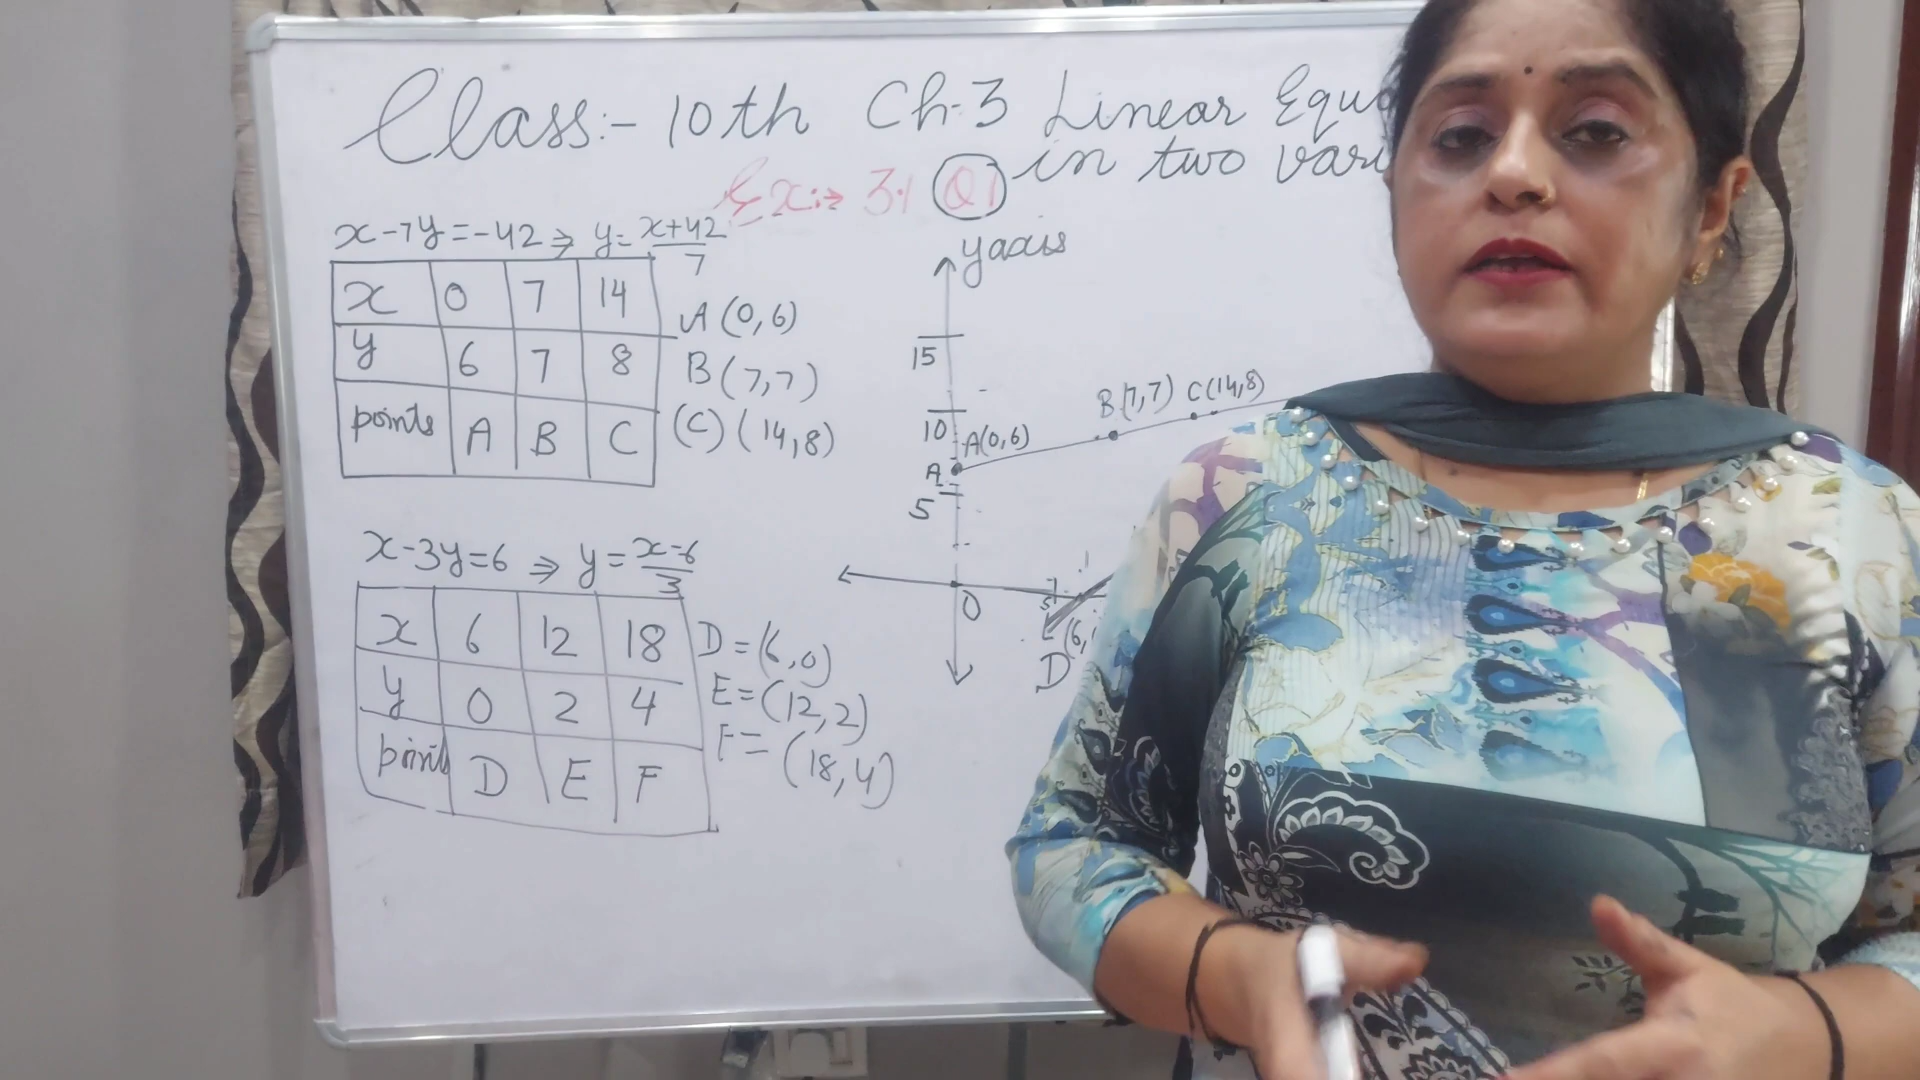 Class:- 10th Ch-3 Linear Equ
in two vari
Ex:→ 3.1 Q1
x-7y=-42 ⇒ y= x+42/7
x 0 7 14
y 6 7 8
points A B C
A (0,6)
B (7,7)
(C) (14,8)
x-3y=6 ⇒ y= x-6/3
x 6 12 18
y 0 2 4
points D E F
D = (6,0)
E = (12,2)
F = (18,4)
y axis
15
10
A(0,6)
B(7,7) C(14,8)
A
5
0
5
D (6,